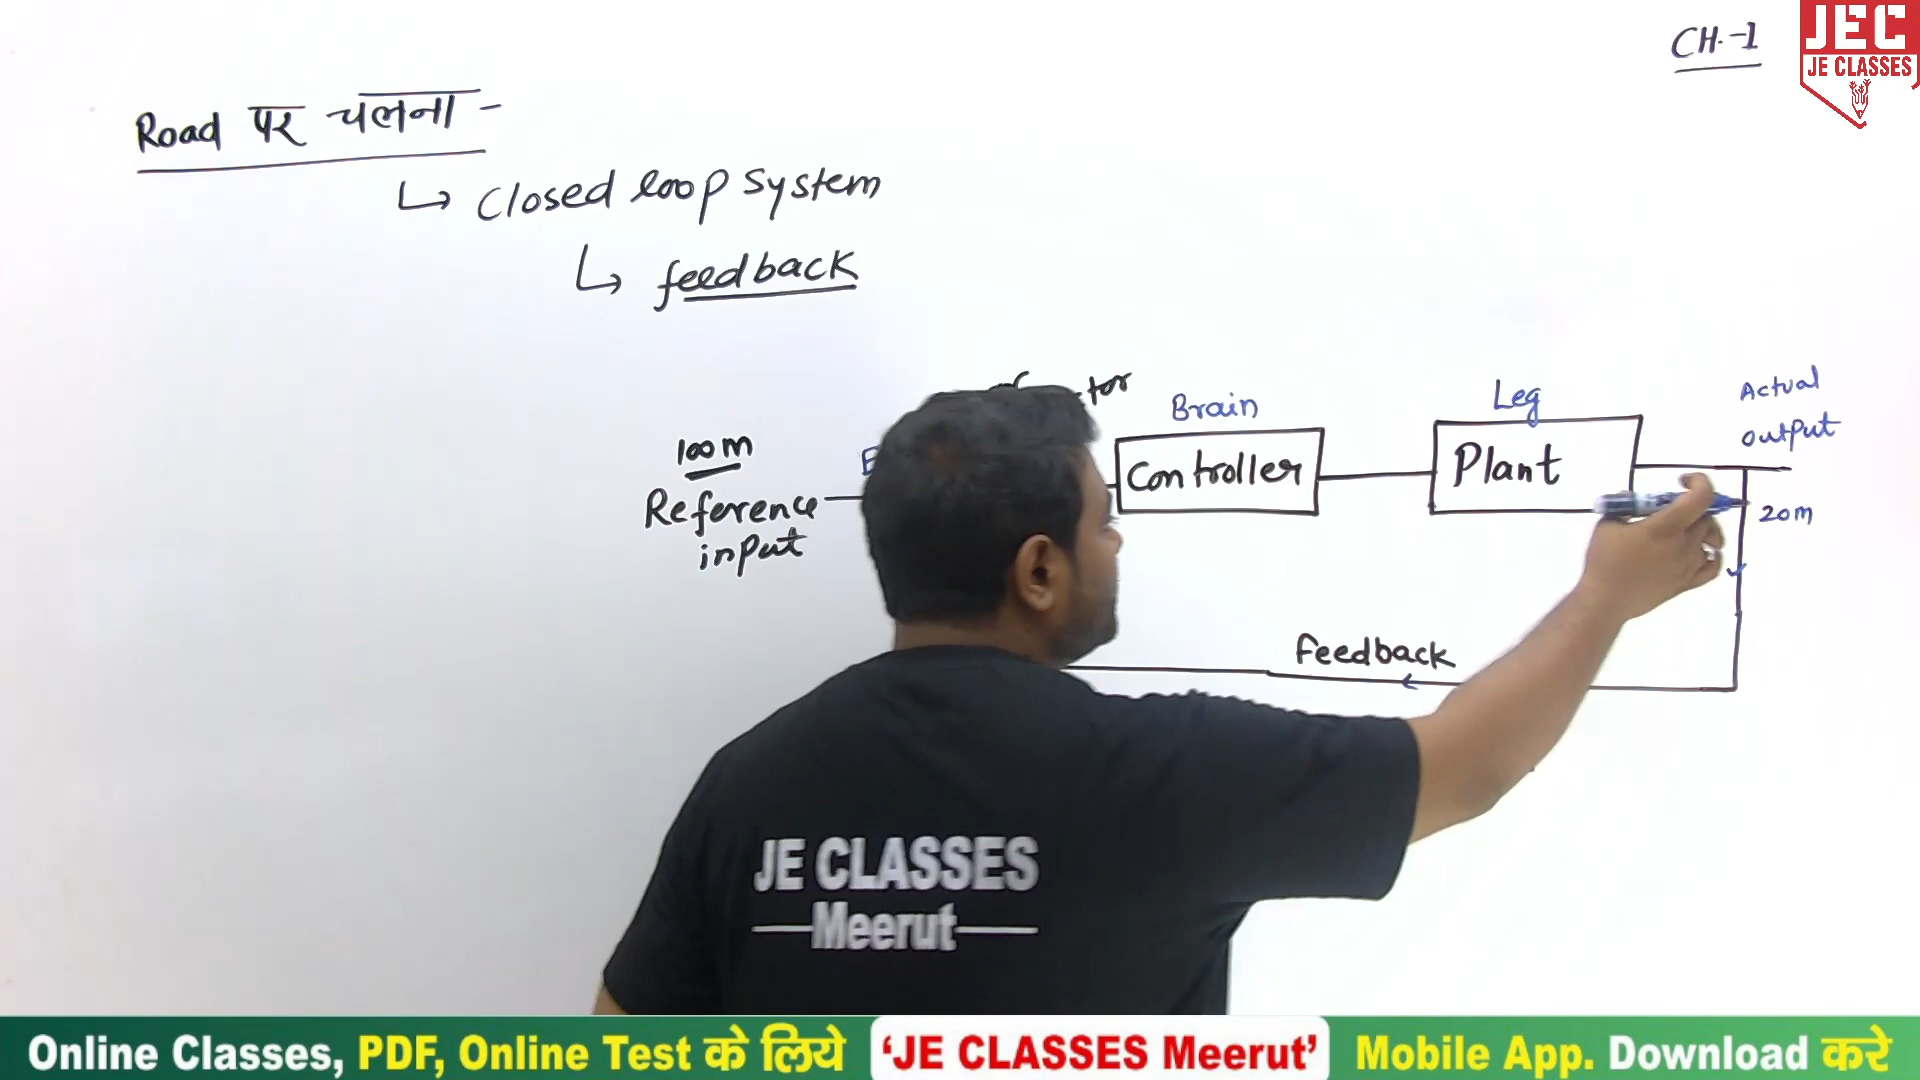 CH.-1
JEC
JE CLASSES
Road पर चलना -
↳ Closed loop system
↳ feedback
Brain
Leg
Actual
output
100m
Reference
input
Controller
Plant
20m
feedback
JE CLASSES
Meerut
Online Classes, PDF, Online Test के लिये 'JE CLASSES Meerut' Mobile App. Download करे